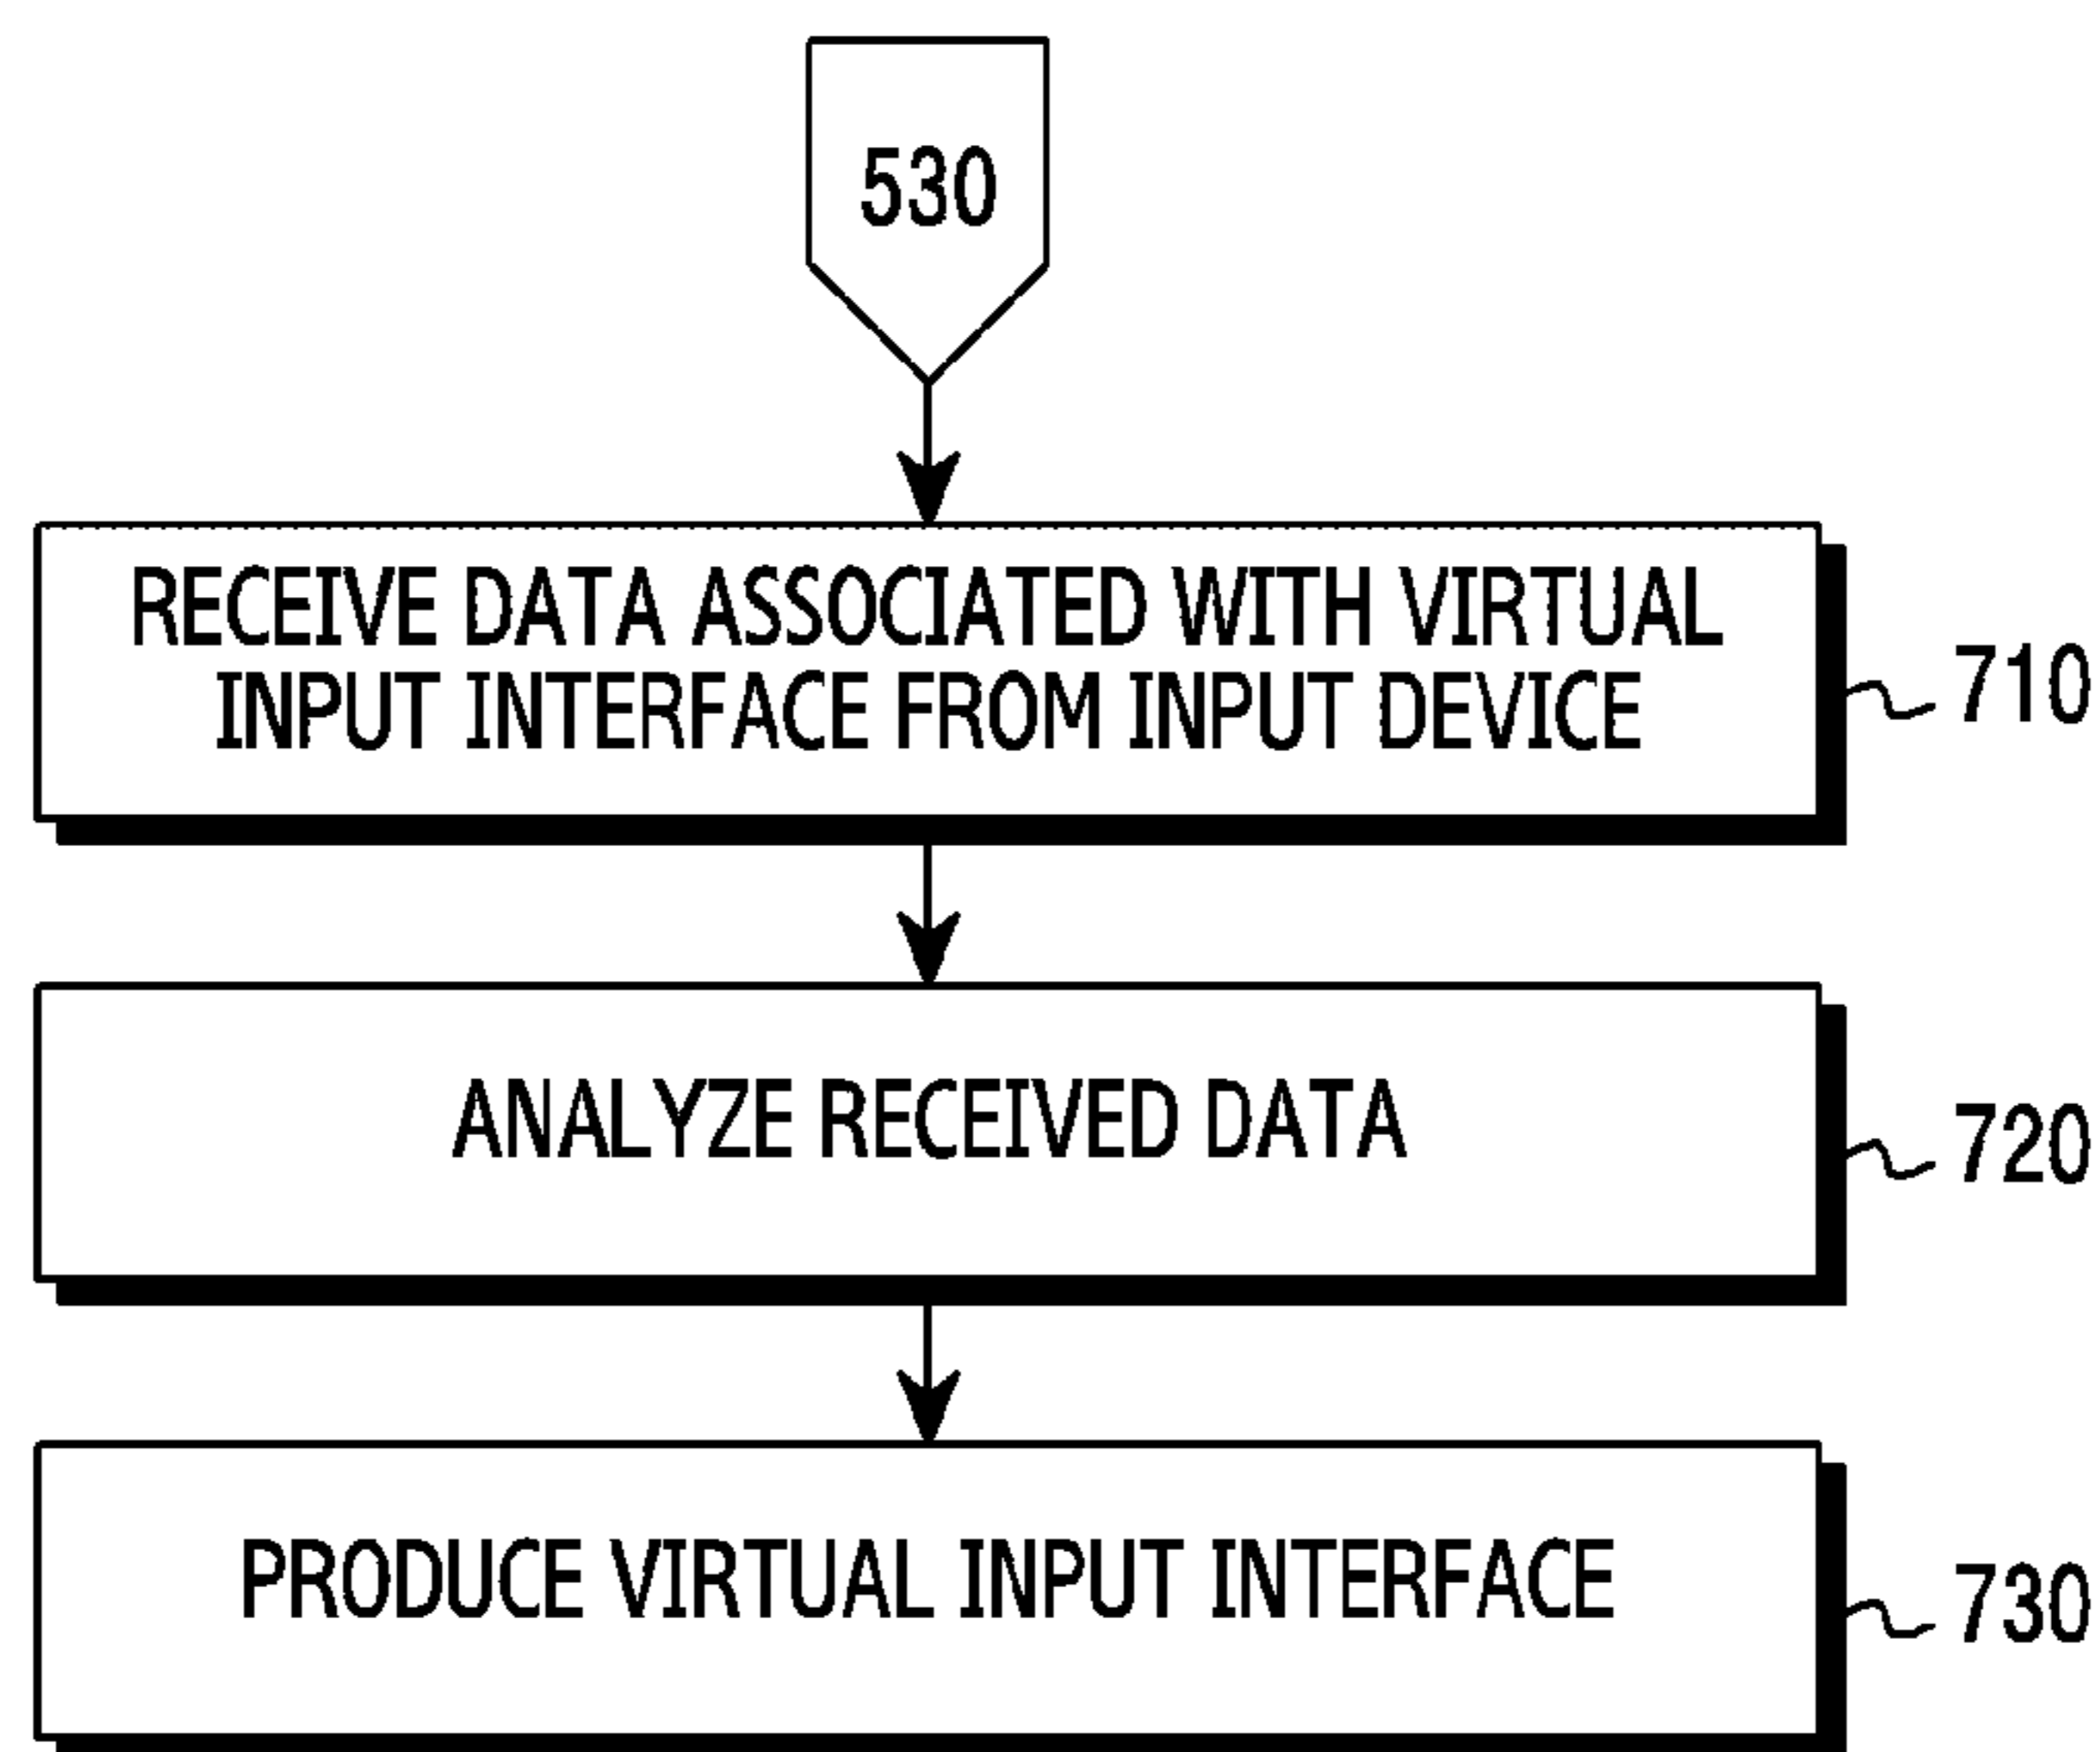 530
RECEIVE DATA ASSOCIATED WITH VIRTUAL
INPUT INTERFACE FROM INPUT DEVICE
710
ANALYZE RECEIVED DATA
720
PRODUCE VIRTUAL INPUT INTERFACE
730